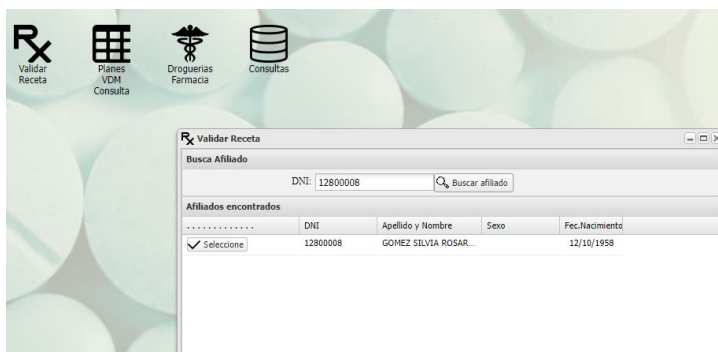 Validar
Receta
Planes
VDM
Consulta
Droguerias
Farmacia
Consultas
Validar Receta
Busca Afiliado
DNI: 12800008 Buscar afiliado
Afiliados encontrados
............. DNI Apellido y Nombre Sexo Fec.Nacimiento
Seleccione 12800008 GOMEZ SILVIA ROSAR... 12/10/1958